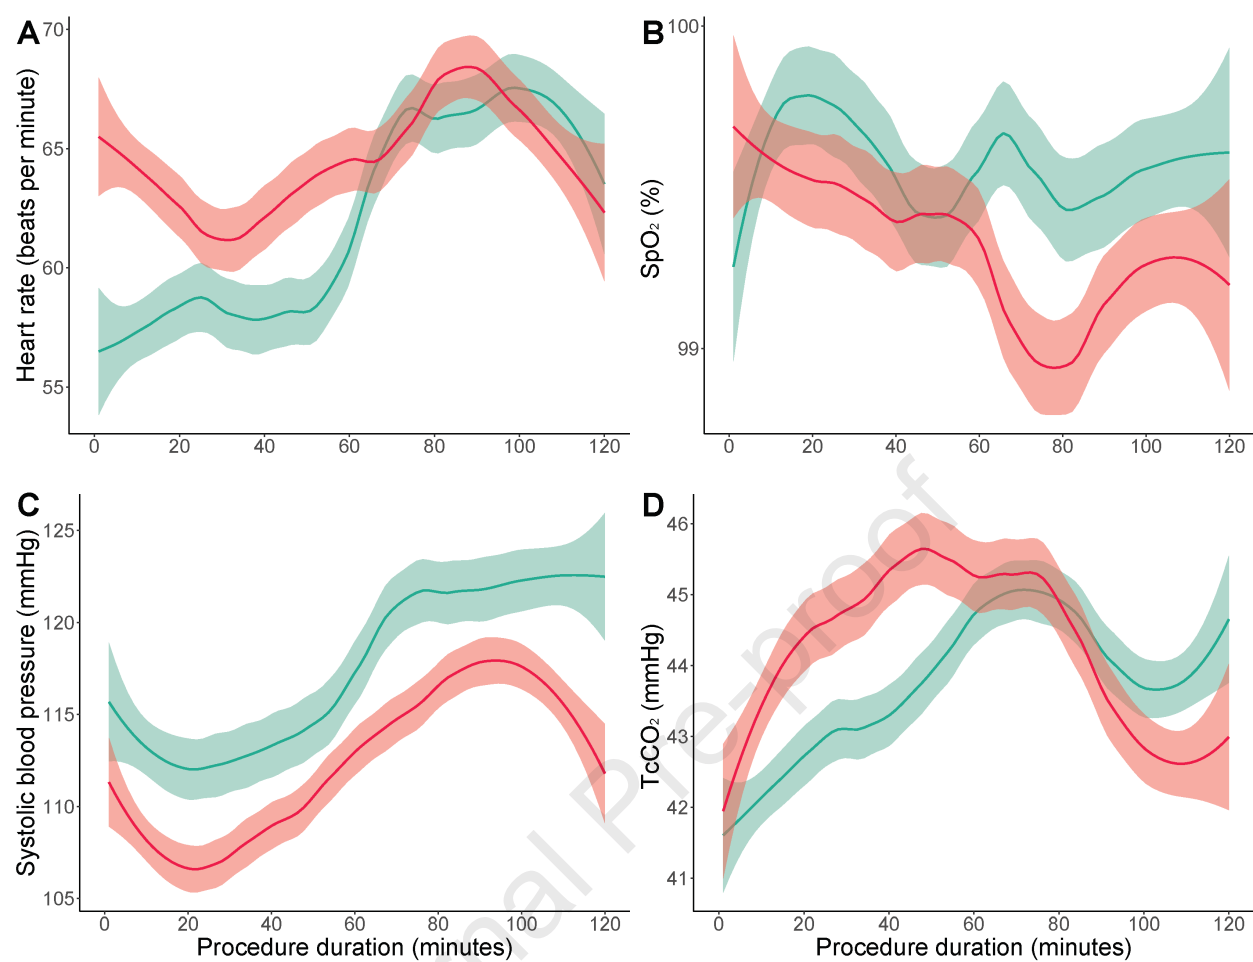 A
Heart rate (beats per minute)
70
65
60
55
0 20 40 60 80 100 120
B
SpO₂ (%)
100
99
0 20 40 60 80 100 120
C
Systolic blood pressure (mmHg)
125
120
115
110
105
0 20 40 60 80 100 120
Procedure duration (minutes)
D
TcCO₂ (mmHg)
46
45
44
43
42
41
0 20 40 60 80 100 120
Procedure duration (minutes)
nal Pre-proof